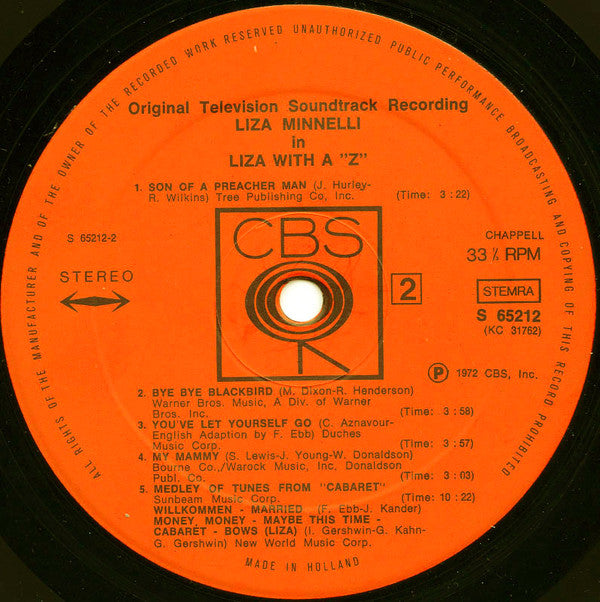 ALL RIGHTS OF THE MANUFACTURER AND OF THE OWNER OF THE RECORDED WORK RESERVED UNAUTHORIZED PUBLIC PERFORMANCE BROADCASTING AND COPYING OF THIS RECORD PROHIBITED
Original Television Soundtrack Recording
LIZA MINNELLI
in
LIZA WITH A "Z"
1. SON OF A PREACHER MAN (J. Hurley-
R. Wilkins) Tree Publishing Co, Inc. (Time: 3:22)
CBS
S 65212-2
STEREO
CHAPPELL
33⅓ RPM
2
STEMRA
S 65212
(KC 31762)
P 1972 CBS, Inc.
2. BYE BYE BLACKBIRD (M. Dixon-R. Henderson)
Warner Bros. Music, A Div. of Warner
Bros. Inc. (Time: 3:58)
3. YOU'VE LET YOURSELF GO (C. Aznavour-
English Adaption by F. Ebb) Duches
Music Corp. (Time: 3:57)
4. MY MAMMY (S. Lewis-J. Young-W. Donaldson)
Bourne Co.,/Warock Music, Inc. Donaldson
Publ. Co. (Time: 3:03)
5. MEDLEY OF TUNES FROM "CABARET"
Sunbeam Music Corp. (Time: 10:22)
WILLKOMMEN - MARRIED (F. Ebb-J. Kander)
MONEY, MONEY - MAYBE THIS TIME -
CABARET - BOWS (LIZA) (I. Gershwin-G. Kahn-
G. Gershwin) New World Music Corp.
MADE IN HOLLAND